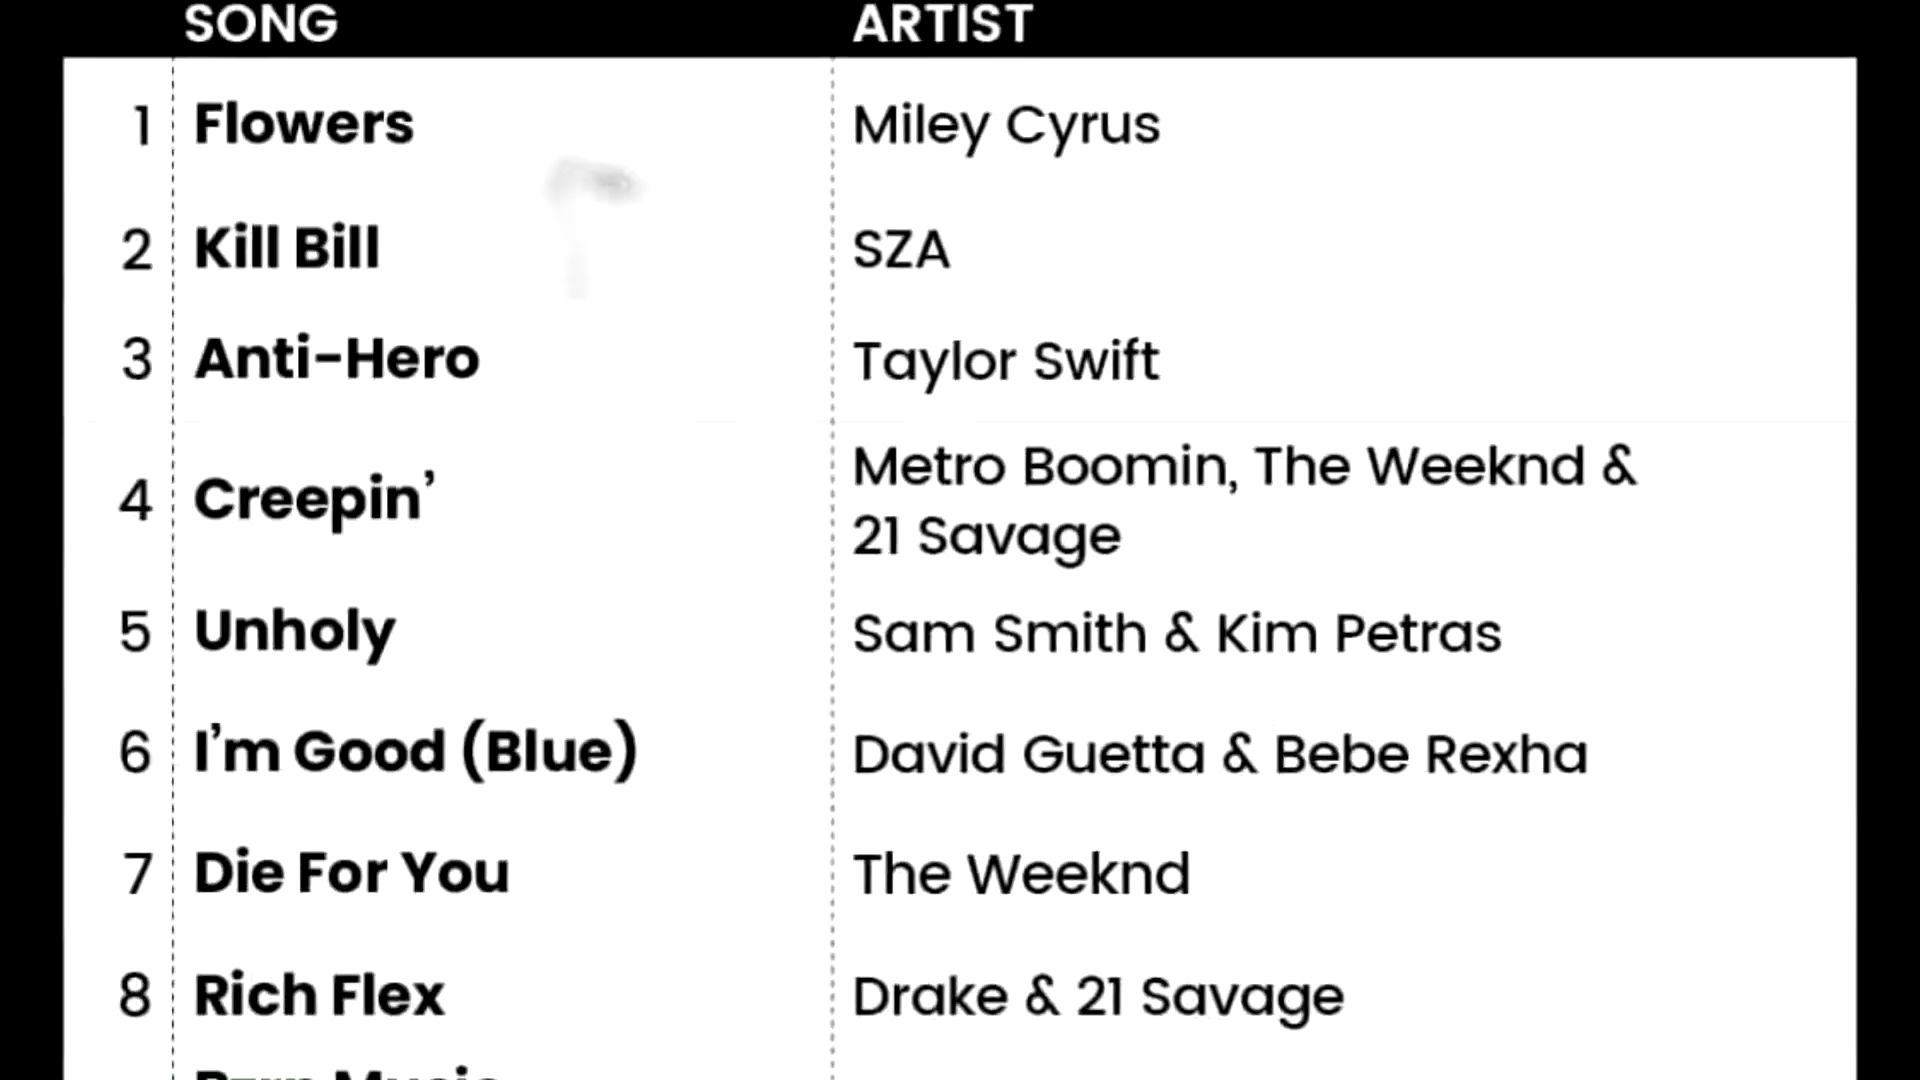 SONG ARTIST
1 Flowers Miley Cyrus
2 Kill Bill SZA
3 Anti-Hero Taylor Swift
4 Creepin’ Metro Boomin, The Weeknd &
21 Savage
5 Unholy Sam Smith & Kim Petras
6 I’m Good (Blue) David Guetta & Bebe Rexha
7 Die For You The Weeknd
8 Rich Flex Drake & 21 Savage